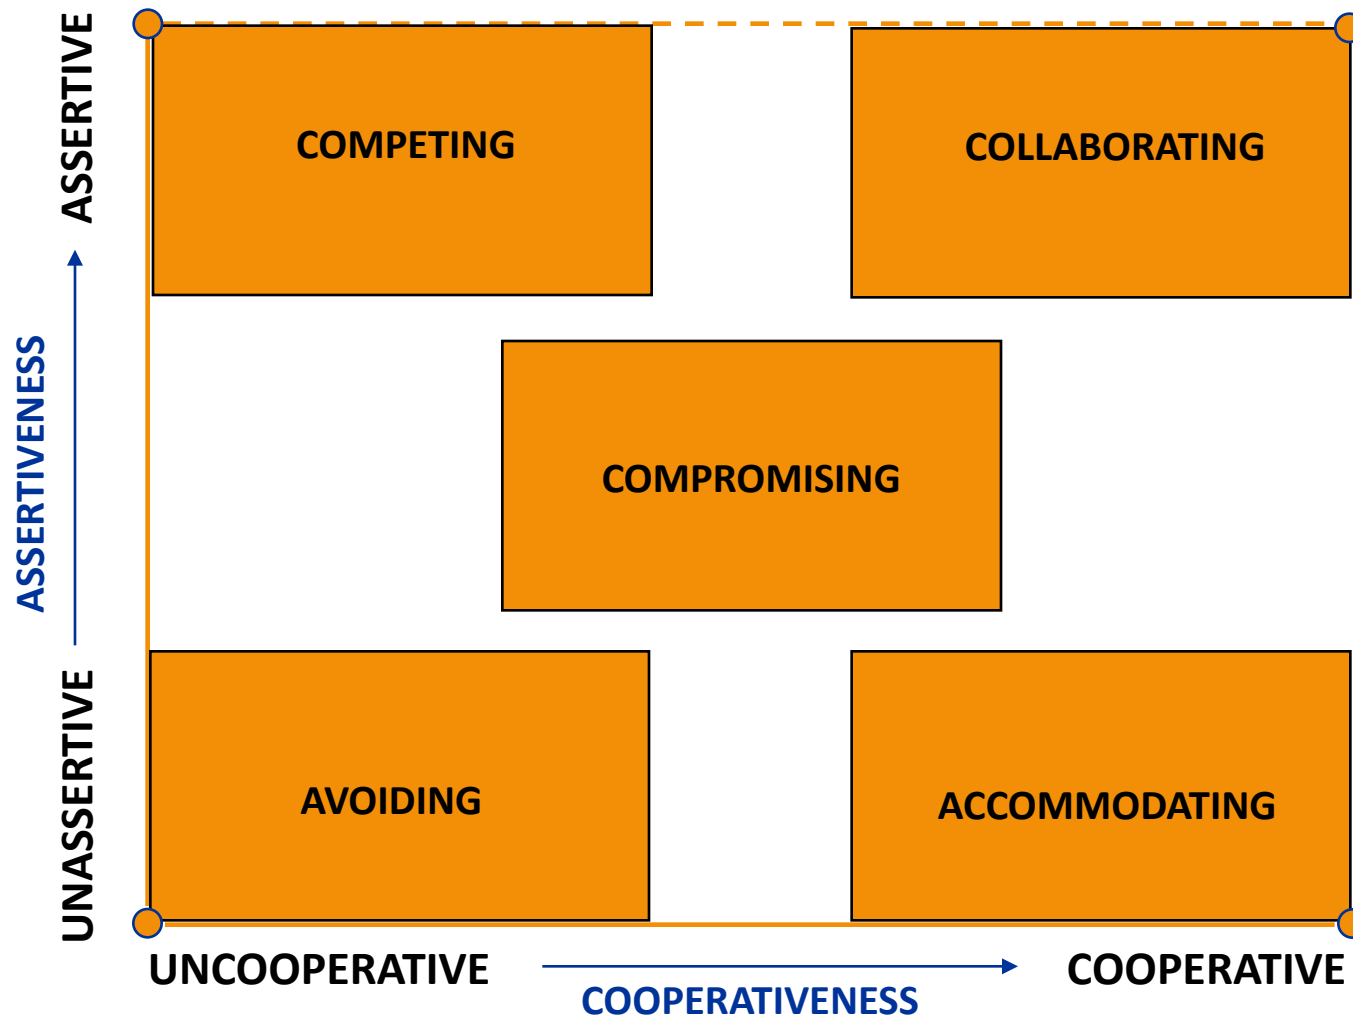 ASSERTIVE
COMPETING
COLLABORATING
ASSERTIVENESS
COMPROMISING
UNASSERTIVE
AVOIDING
ACCOMMODATING
UNCOOPERATIVE
COOPERATIVENESS
COOPERATIVE